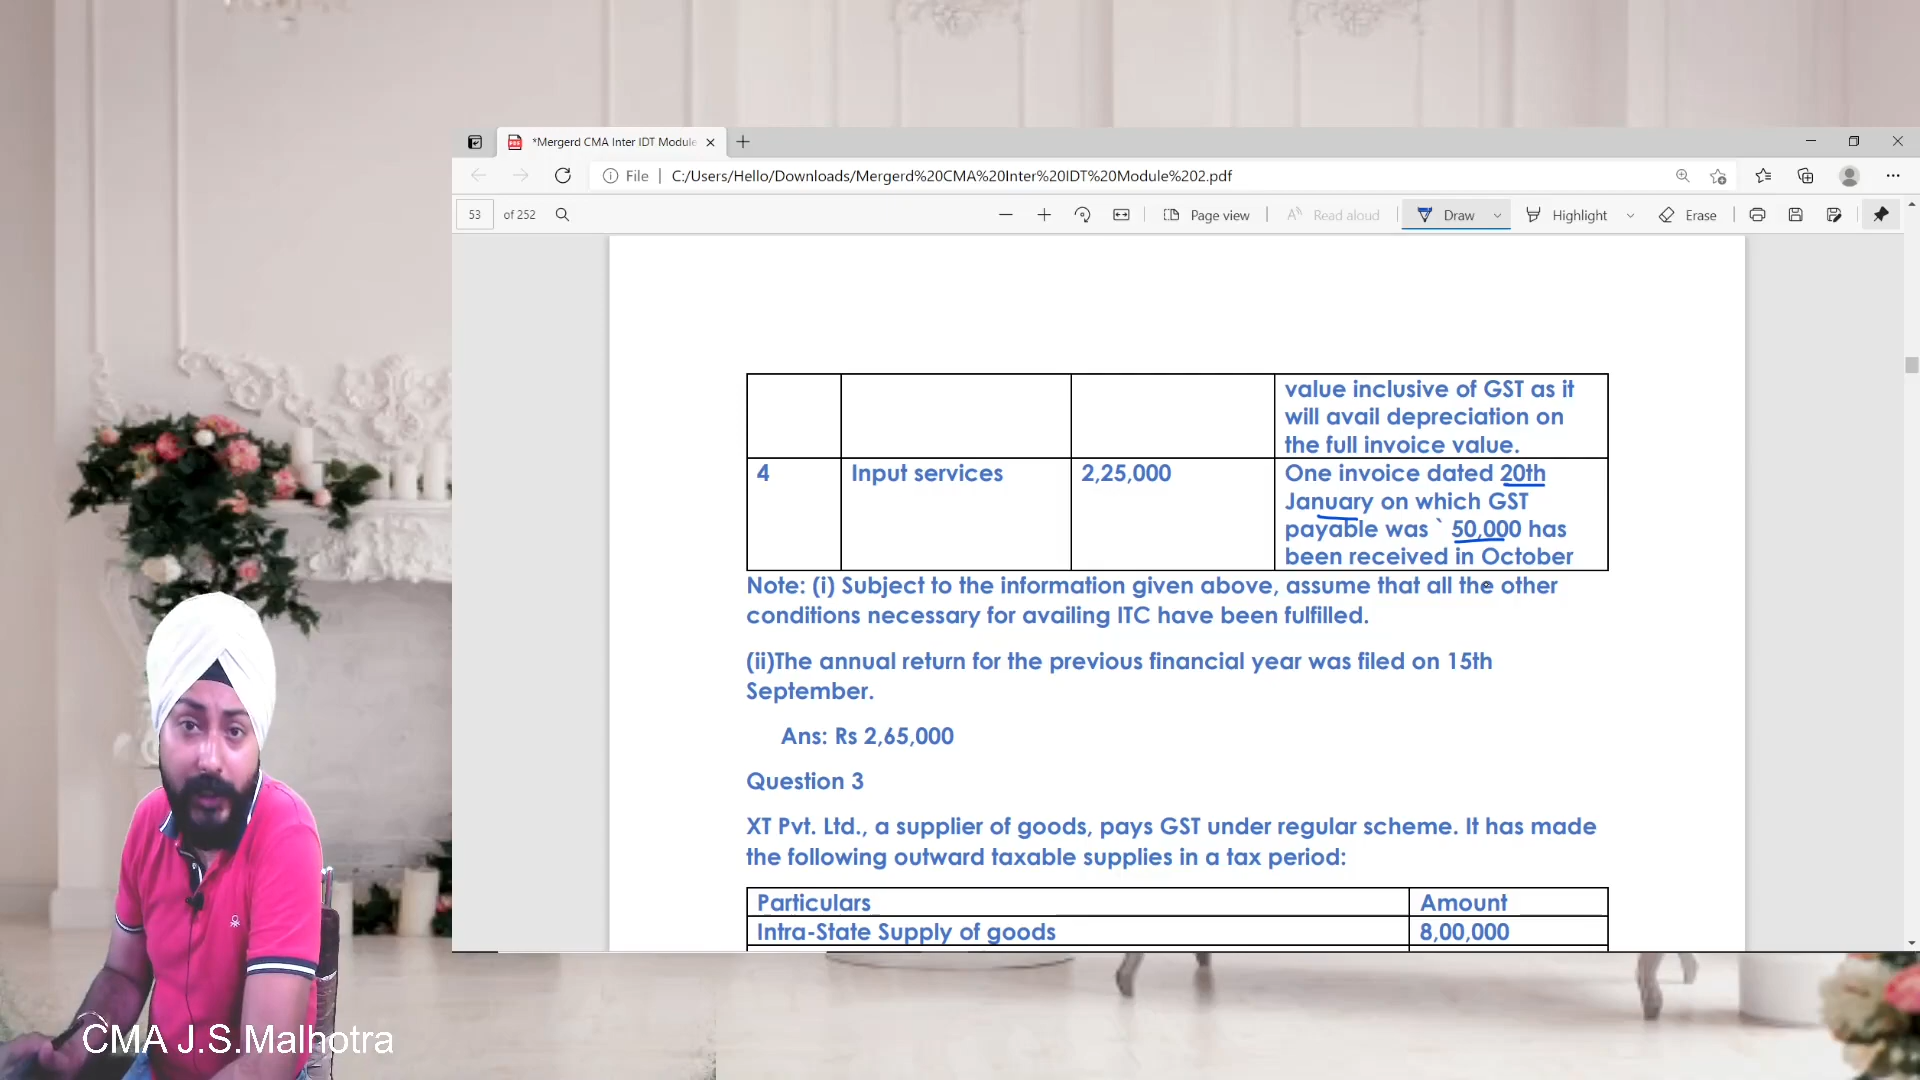 *Mergerd CMA Inter IDT Module
File | C:/Users/Hello/Downloads/Mergerd%20CMA%20Inter%20IDT%20Module%202.pdf
53 of 252
Page view
Read aloud
Draw
Highlight
Erase
value inclusive of GST as it
will avail depreciation on
the full invoice value.
4 Input services 2,25,000 One invoice dated 20th
January on which GST
payable was ` 50,000 has
been received in October
Note: (i) Subject to the information given above, assume that all the other
conditions necessary for availing ITC have been fulfilled.
(ii)The annual return for the previous financial year was filed on 15th
September.
Ans: Rs 2,65,000
Question 3
XT Pvt. Ltd., a supplier of goods, pays GST under regular scheme. It has made
the following outward taxable supplies in a tax period:
Particulars Amount
Intra-State Supply of goods 8,00,000
CMA J.S.Malhotra